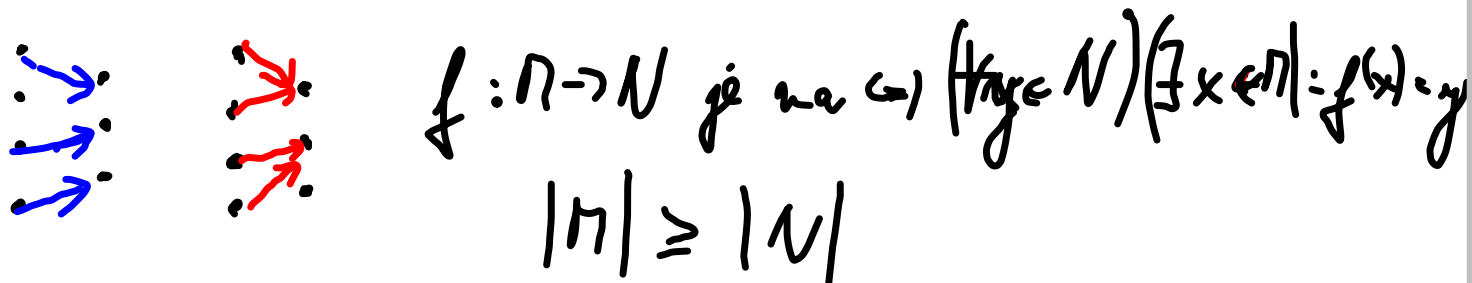 f : M → N je na ⇔ (∀y ∈ N)(∃ x ∈ M) : f(x) = y
|M| ≥ |N|